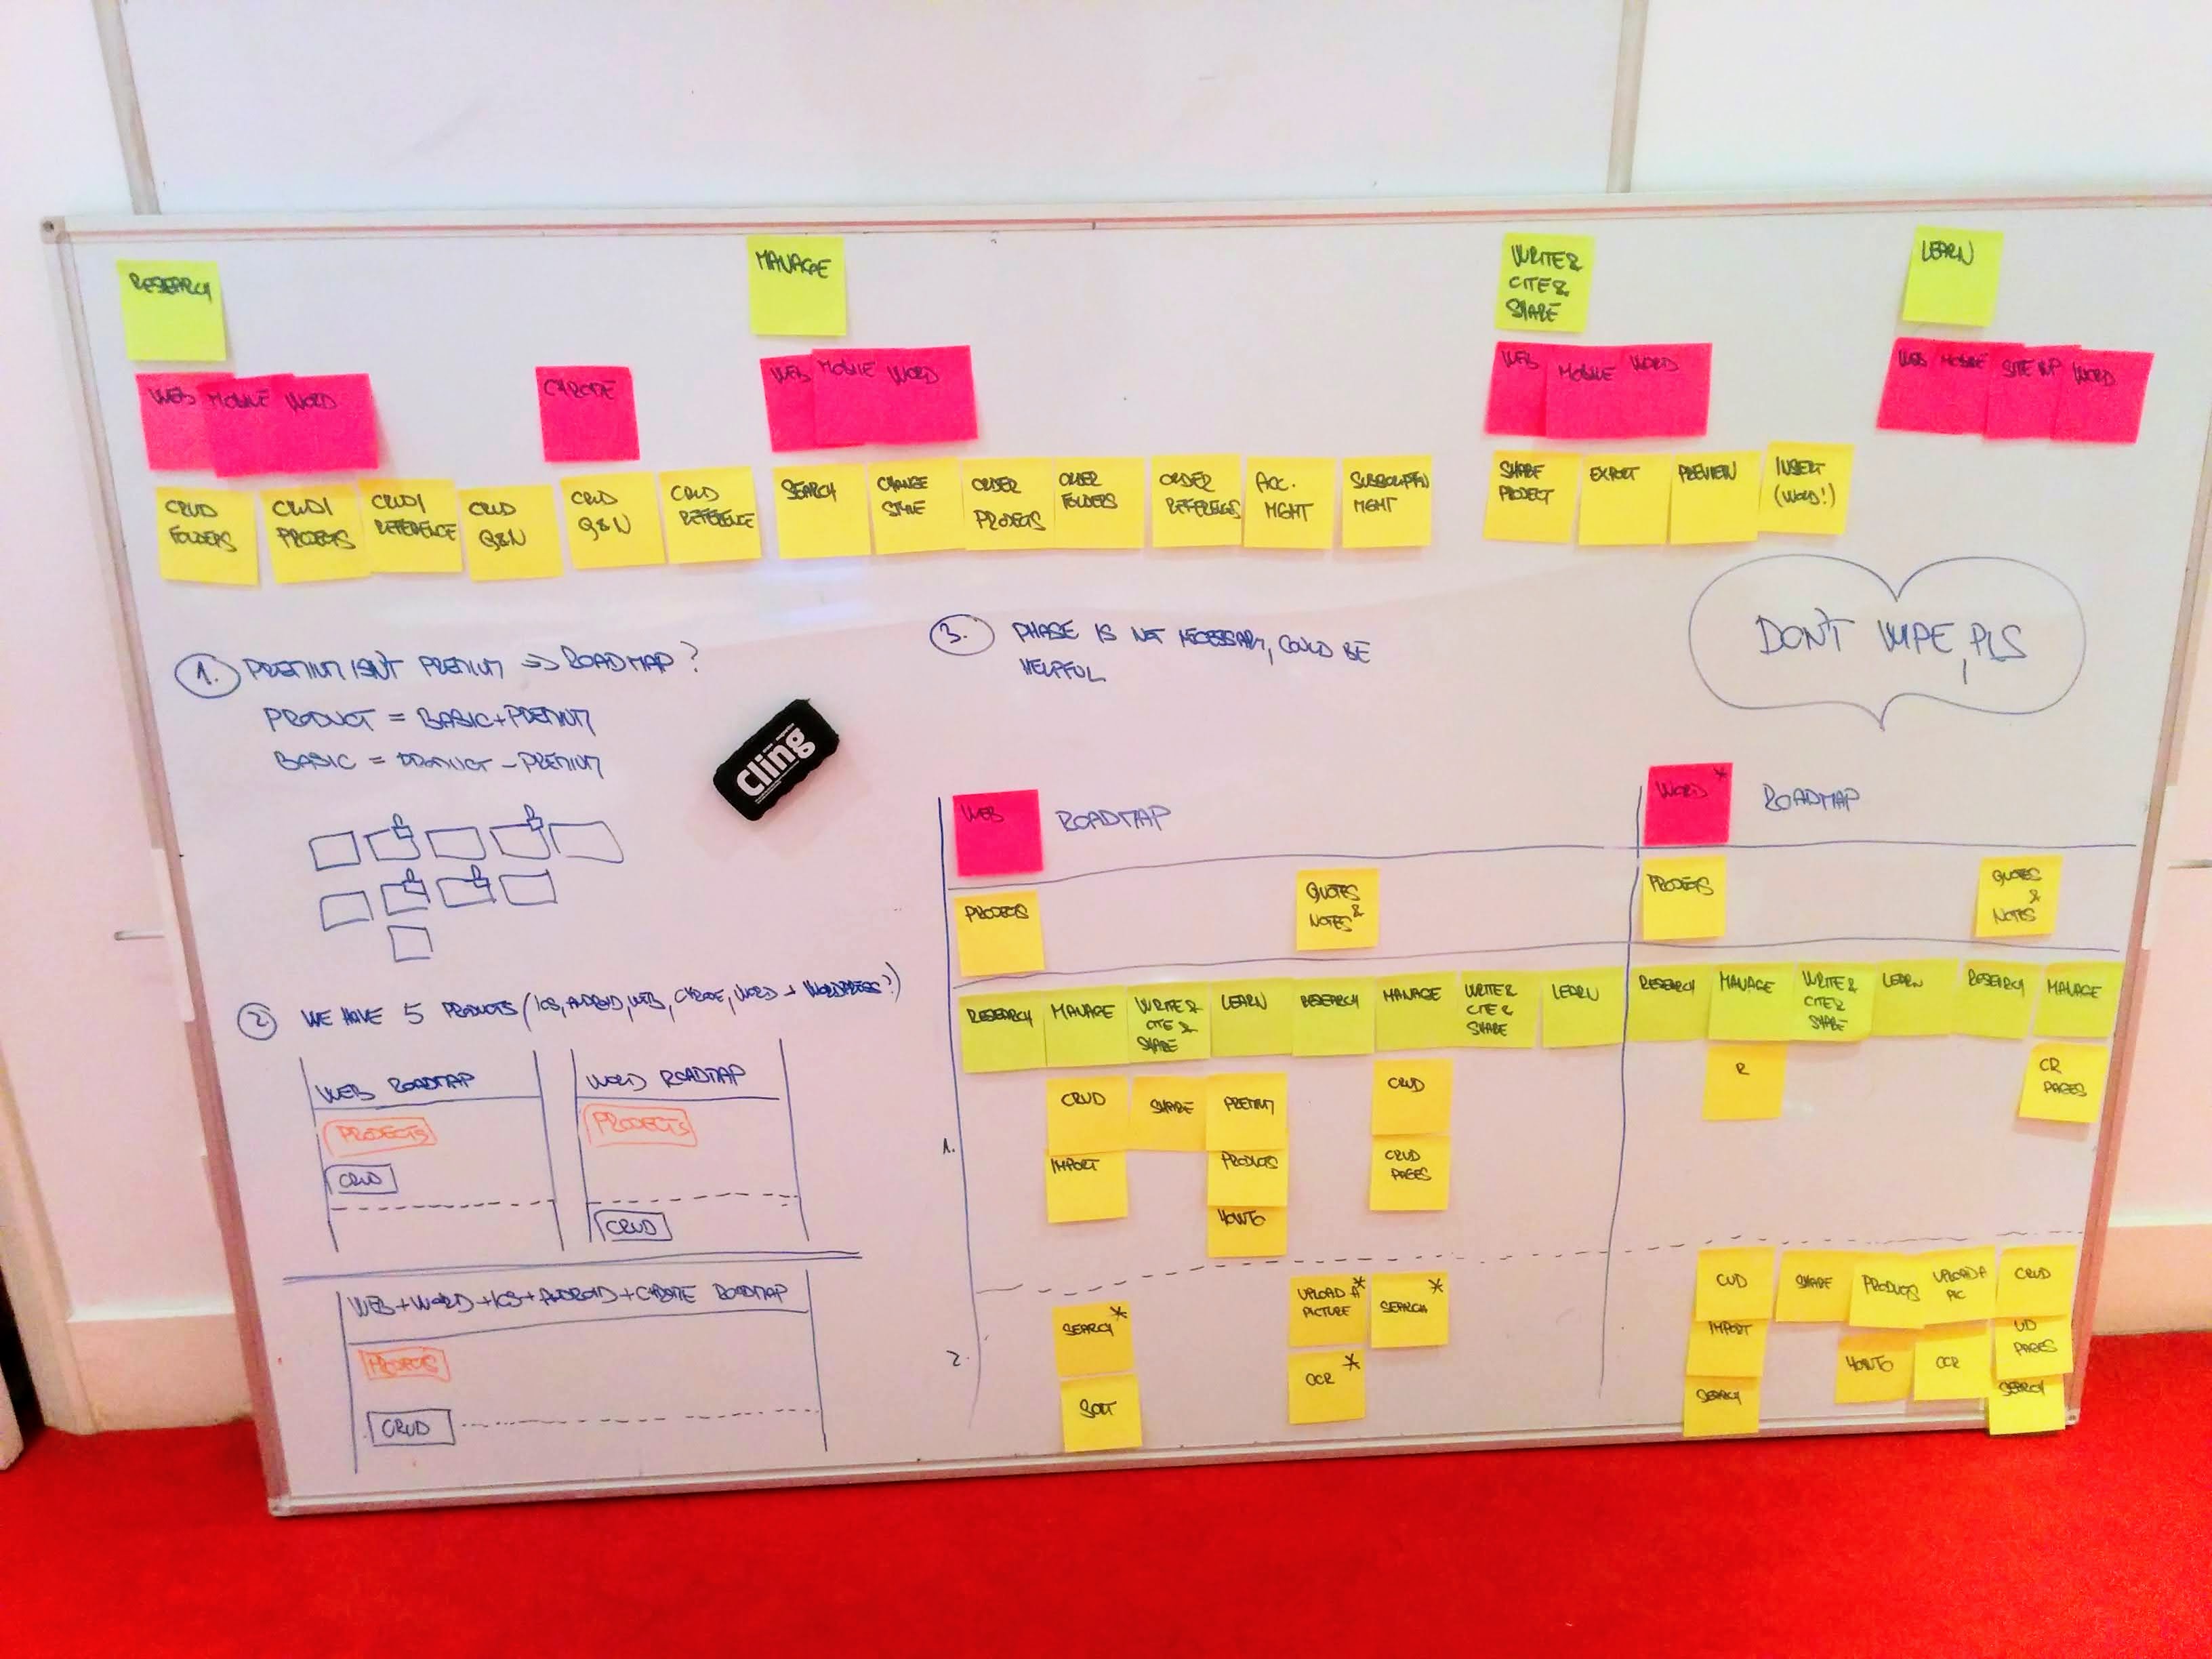 RESEARCH
MANAGE
WRITE &
CITE &
SHARE
LEARN
WEB MOBILE WORD
CHROME
WEB MOBILE WORD
WEB MOBILE WORD
WEB MOBILE SITE WP WORD
CRUD
FOLDERS
CRUD/
PROJECTS
CRUD/
REFERENCE
CRUD
Q&N
CRUD
Q&N
CRUD
REFERENCE
SEARCH
CHANGE
STYLE
ORDER
PROJECTS
ORDER
FOLDERS
ORDER
REFERENCES
ACC.
MGMT
SUBSCRIPTION
MGMT
SHARE
PROJECT
EXPORT
PREVIEW
INSERT
(WORD!)
1. PREMIUM ISN'T PREMIUM => ROADMAP?
PRODUCT = BASIC + PREMIUM
BASIC = PRODUCT - PREMIUM
Cling
3. PHASE IS NOT NECESSARY, COULD BE
HELPFUL
DON'T WIPE, PLS
2 WE HAVE 5 PRODUCTS (IOS, ANDROID, WEB, CHROME, WORD + WORDPRESS?)
WEB ROADMAP
PROJECTS
CRUD
WORD ROADMAP
PROJECTS
CRUD
WEB + WORD + IOS + ANDROID + CHROME ROADMAP
PROJECTS
CRUD
WEB ROADMAP
PROJECTS
QUOTES
&
NOTES
RESEARCH
MANAGE
WRITE &
CITE &
SHARE
LEARN
RESEARCH
MANAGE
WRITE &
CITE &
SHARE
LEARN
1.
CRUD
IMPORT
SHARE
PREMIUM
PRODUCTS
HOWTO
CRUD
CRUD
PAGES
2.
SEARCH *
SORT
UPLOAD A *
PICTURE
OCR *
SEARCH *
WORD * ROADMAP
PROJECTS
QUOTES
&
NOTES
RESEARCH
MANAGE
WRITE &
CITE &
SHARE
LEARN
RESEARCH
MANAGE
R
CR
PAGES
CUD
IMPORT
SEARCH
SHARE
PRODUCTS
HOWTO
UPLOAD A
PIC
OCR
CRUD
UD
PAGES
SEARCH